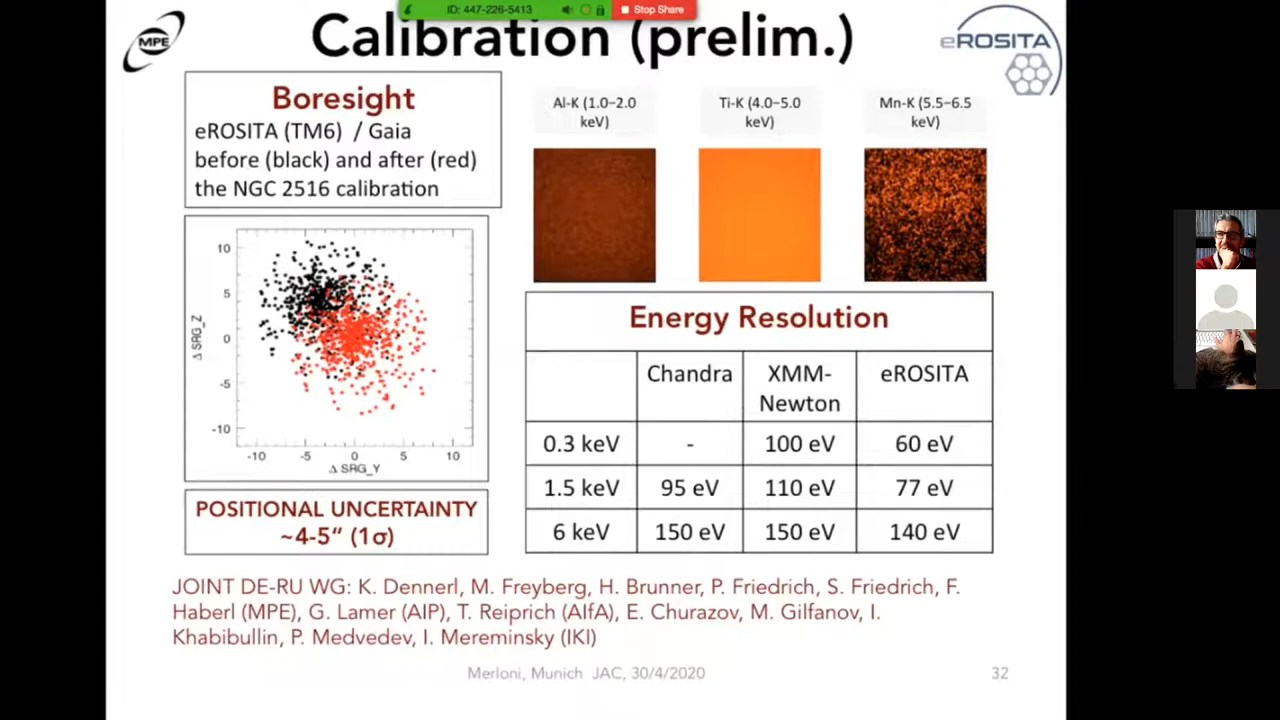 ID: 447-226-5413
Stop Share
MPE
Calibration (prelim.)
eROSITA
Boresight
eROSITA (TM6) / Gaia
before (black) and after (red)
the NGC 2516 calibration
Al-K (1.0−2.0
keV)
Ti-K (4.0−5.0
keV)
Mn-K (5.5−6.5
keV)
10
5
0
-5
-10
Δ SRG_Z
-10 -5 0 5 10
Δ SRG_Y
POSITIONAL UNCERTAINTY
~4-5“ (1σ)
Energy Resolution
Chandra XMM- eROSITA
Newton
0.3 keV - 100 eV 60 eV
1.5 keV 95 eV 110 eV 77 eV
6 keV 150 eV 150 eV 140 eV
JOINT DE-RU WG: K. Dennerl, M. Freyberg, H. Brunner, P. Friedrich, S. Friedrich, F.
Haberl (MPE), G. Lamer (AIP), T. Reiprich (AIfA), E. Churazov, M. Gilfanov, I.
Khabibullin, P. Medvedev, I. Mereminsky (IKI)
Merloni, Munich JAC, 30/4/2020
32